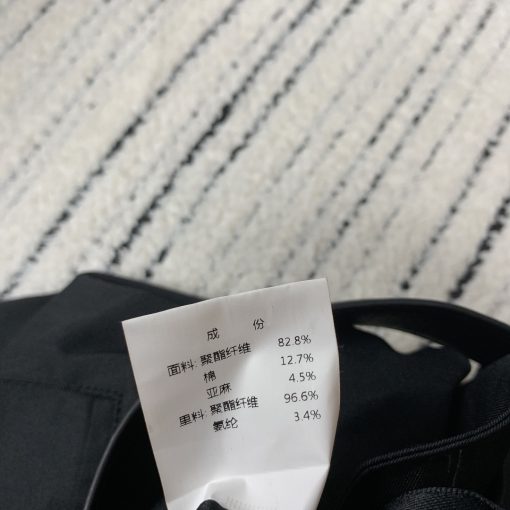 成 份
面料: 聚酯纤维 82.8%
棉 12.7%
亚麻 4.5%
里料: 聚酯纤维 96.6%
氨纶 3.4%